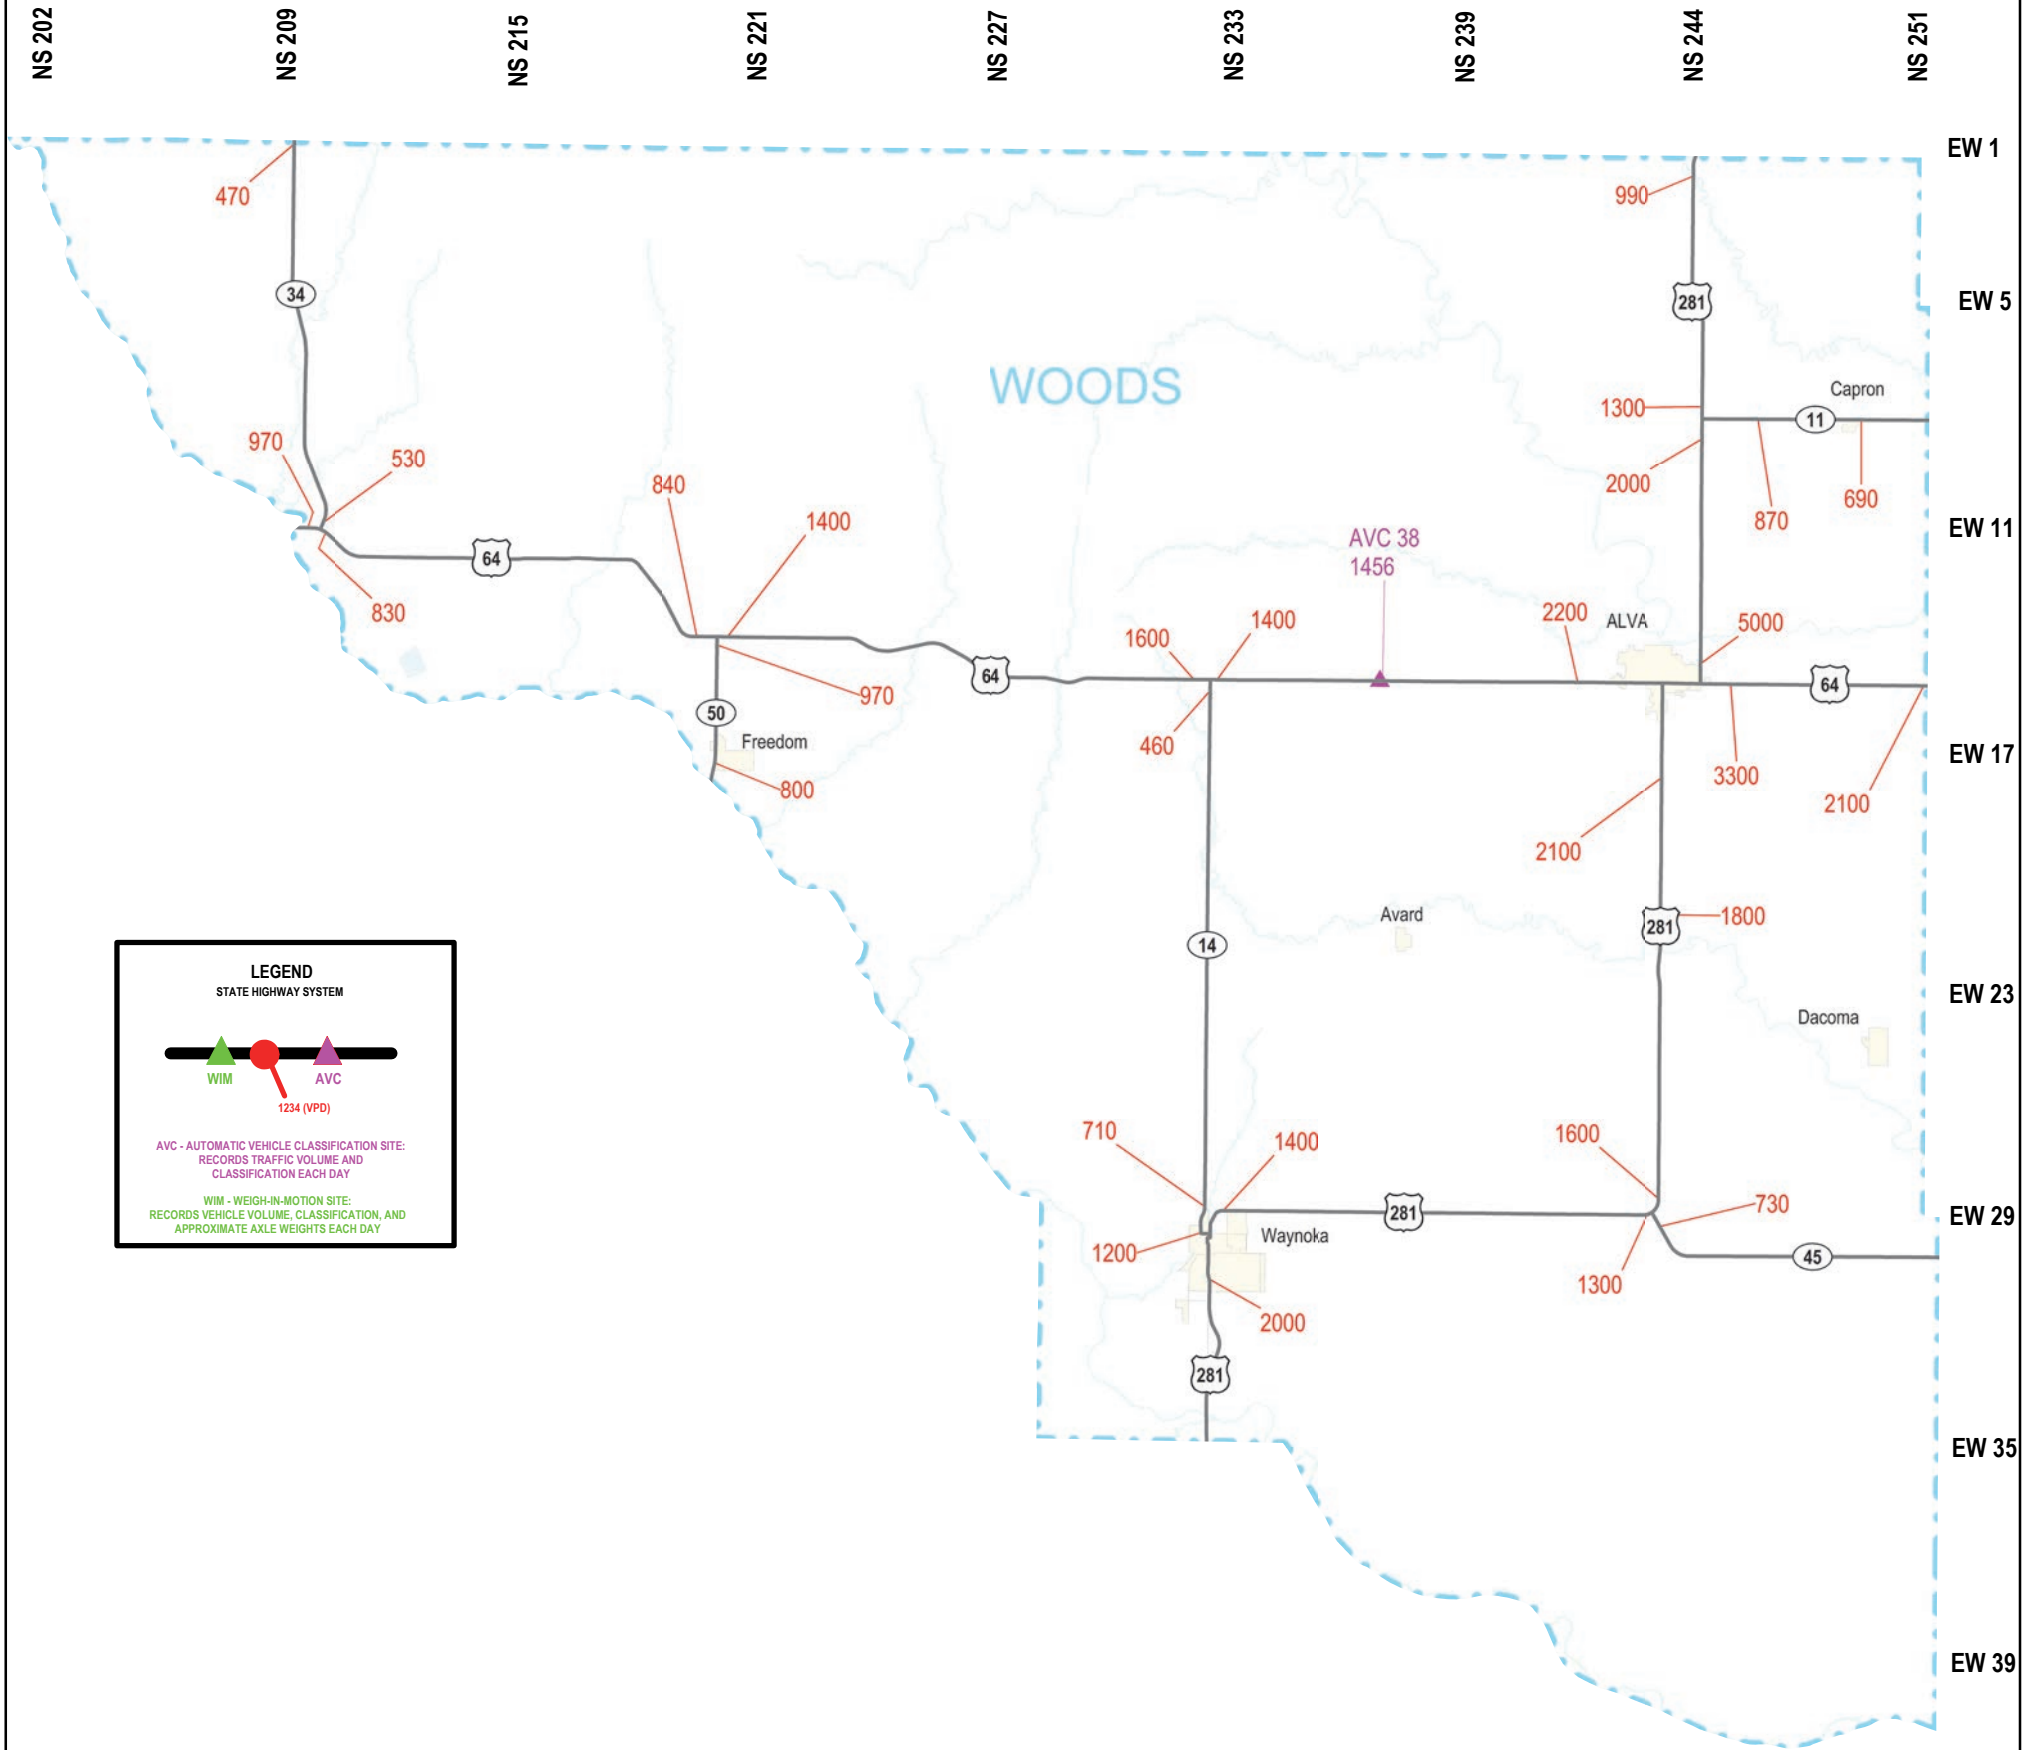 NS 202
NS 209
NS 215
NS 221
NS 227
NS 233
NS 239
NS 244
NS 251
EW 1
470
990
34
281
EW 5
WOODS
Capron
1300
11
970
530
840
2000
690
1400
870
EW 11
AVC 38
1456
64
830
2200
ALVA
5000
1600
1400
64
64
970
50
Freedom
460
EW 17
3300
800
2100
2100
Avard
1800
281
14
LEGEND
STATE HIGHWAY SYSTEM
WIM
AVC
1234 (VPD)
AVC - AUTOMATIC VEHICLE CLASSIFICATION SITE:
RECORDS TRAFFIC VOLUME AND
CLASSIFICATION EACH DAY
WIM - WEIGH-IN-MOTION SITE:
RECORDS VEHICLE VOLUME, CLASSIFICATION, AND
APPROXIMATE AXLE WEIGHTS EACH DAY
EW 23
Dacoma
710
1400
1600
730
281
EW 29
Waynoka
1200
45
1300
2000
281
EW 35
EW 39